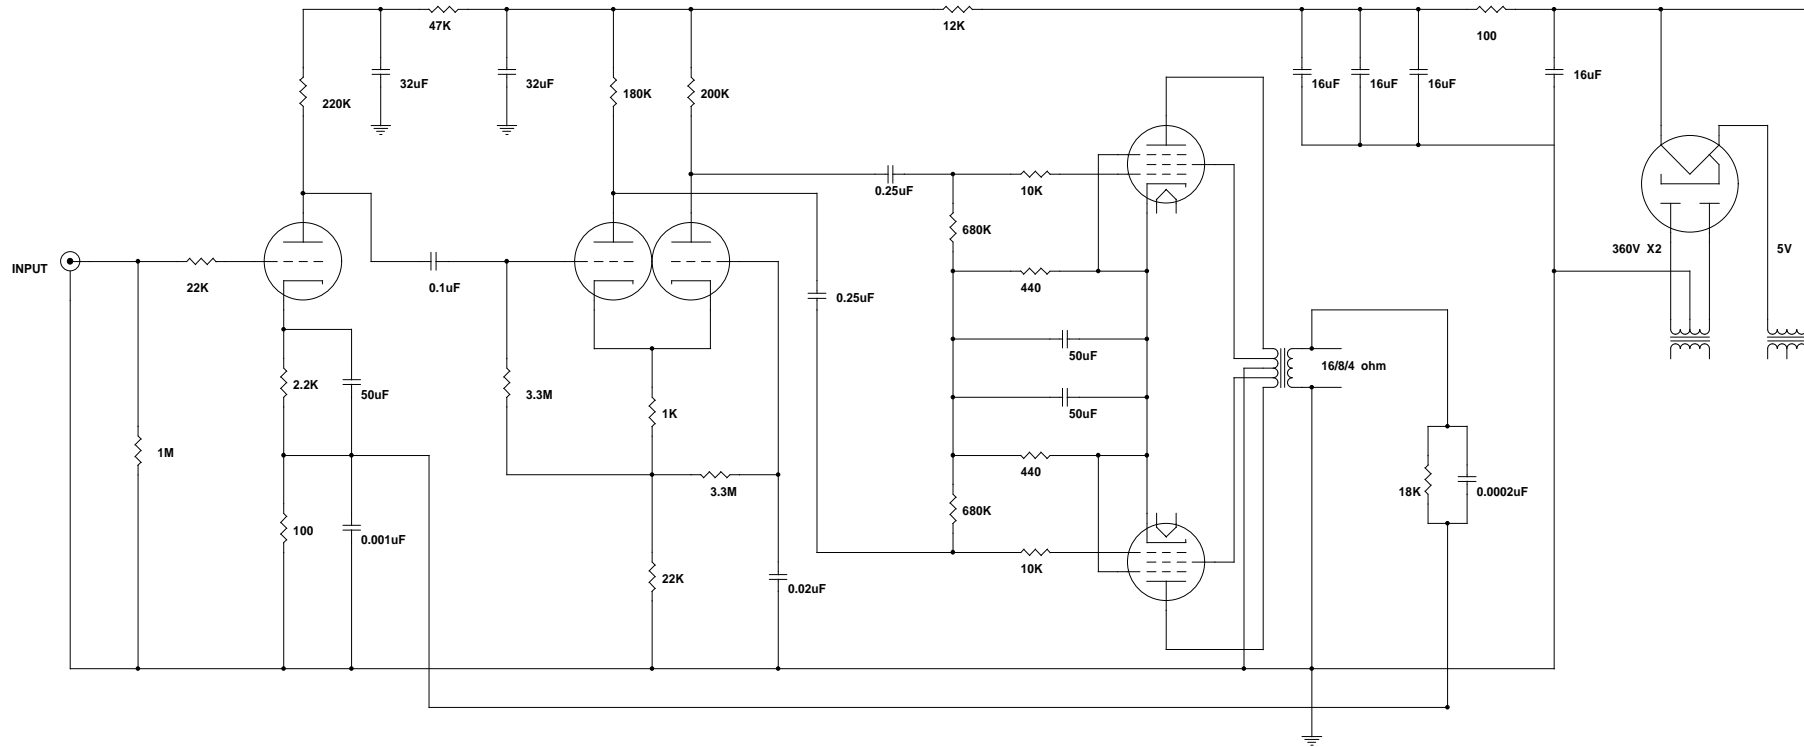 47K
12K
100
32uF
32uF
16uF
16uF
16uF
16uF
220K
180K
200K
0.25uF
10K
680K
360V X2
5V
INPUT
22K
0.1uF
440
0.25uF
50uF
16/8/4 ohm
2.2K
50uF
3.3M
1K
50uF
1M
440
3.3M
18K
0.0002uF
680K
100
0.001uF
10K
22K
0.02uF